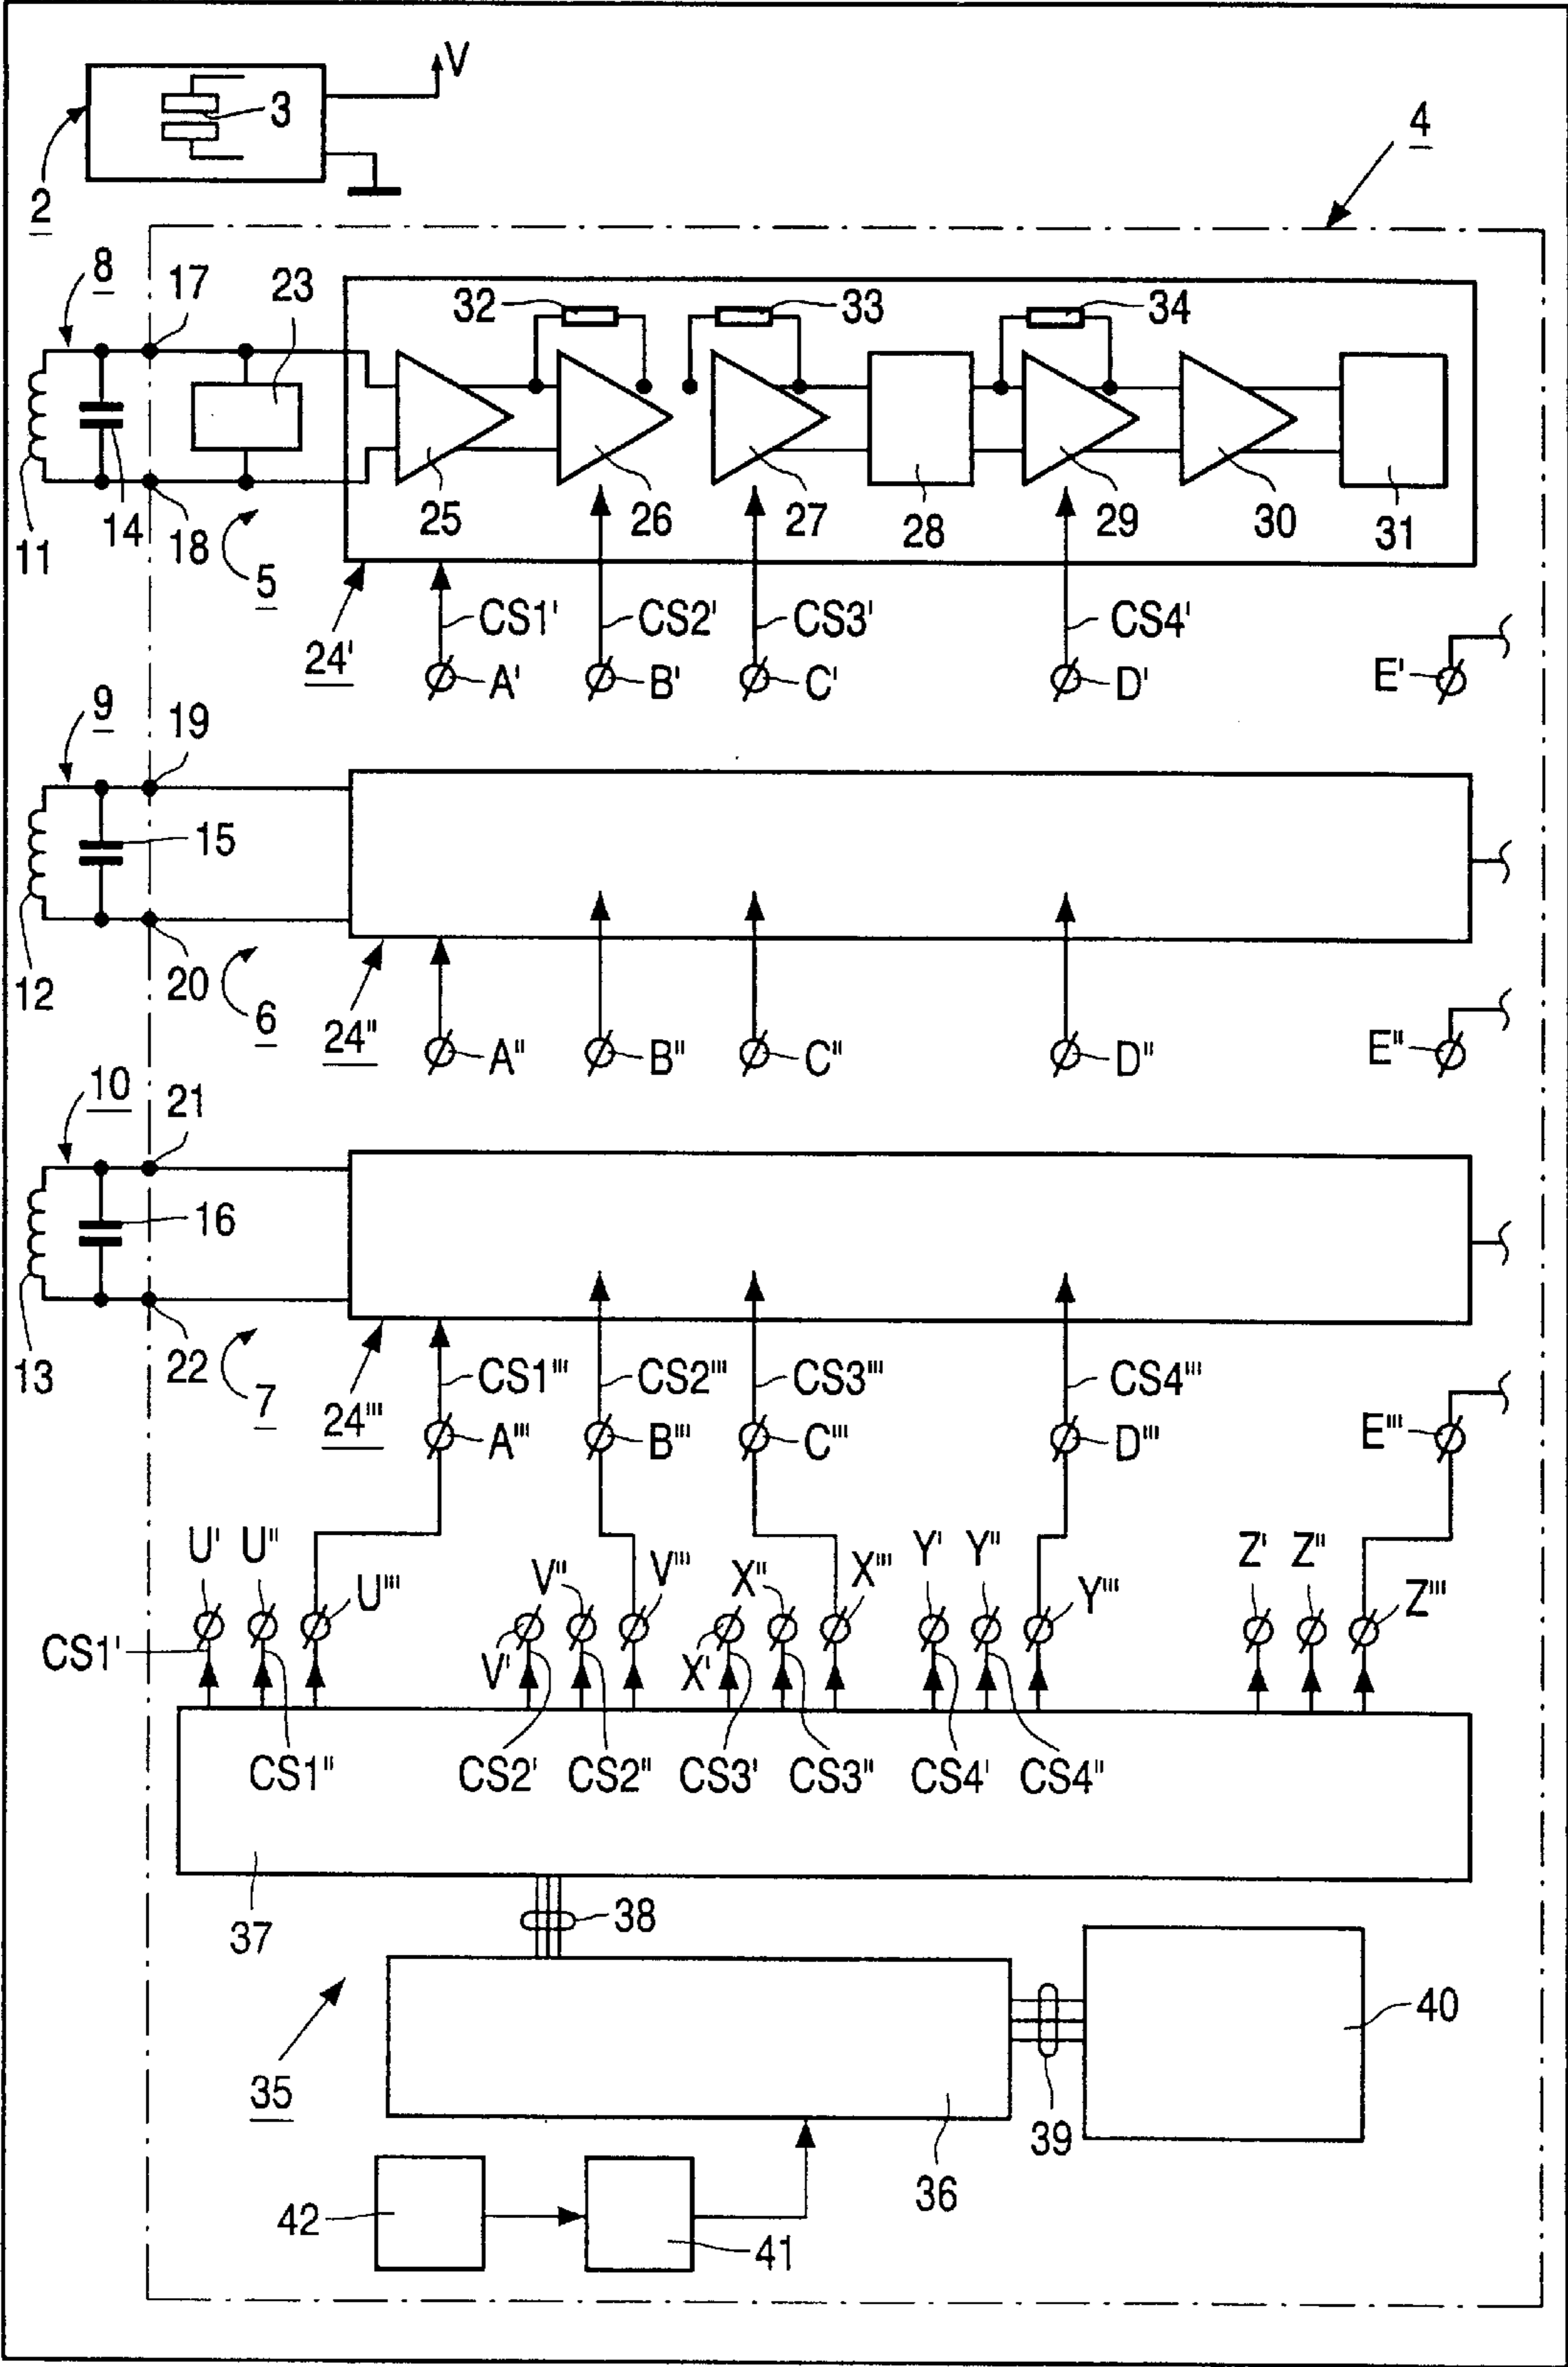 V
3
4
2
8
17
23
32
33
34
11
14
18
5
25
26
27
28
29
30
31
24'
CS1'
CS2'
CS3'
CS4'
A'
B'
C'
D'
E'
9
19
15
12
20
6
24"
A"
B"
C"
D"
E"
10
21
16
13
22
7
24'''
CS1'''
CS2'''
CS3'''
CS4'''
A'''
B'''
C'''
D'''
E'''
U'
U"
U'''
V'
V"
V'''
X'
X"
X'''
Y'
Y"
Y'''
Z'
Z"
Z'''
CS1'
CS1"
CS2'
CS2"
CS3'
CS3"
CS4'
CS4"
37
38
40
35
39
36
42
41